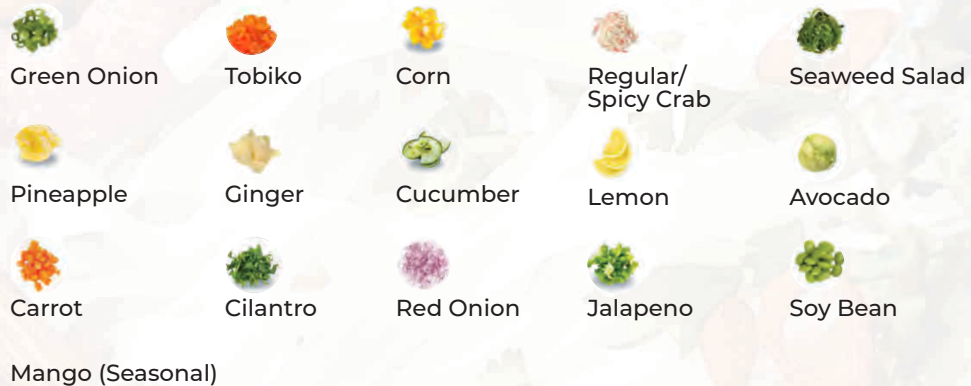 Green Onion
Tobiko
Corn
Regular/
Spicy Crab
Seaweed Salad
Pineapple
Ginger
Cucumber
Lemon
Avocado
Carrot
Cilantro
Red Onion
Jalapeno
Soy Bean
Mango (Seasonal)